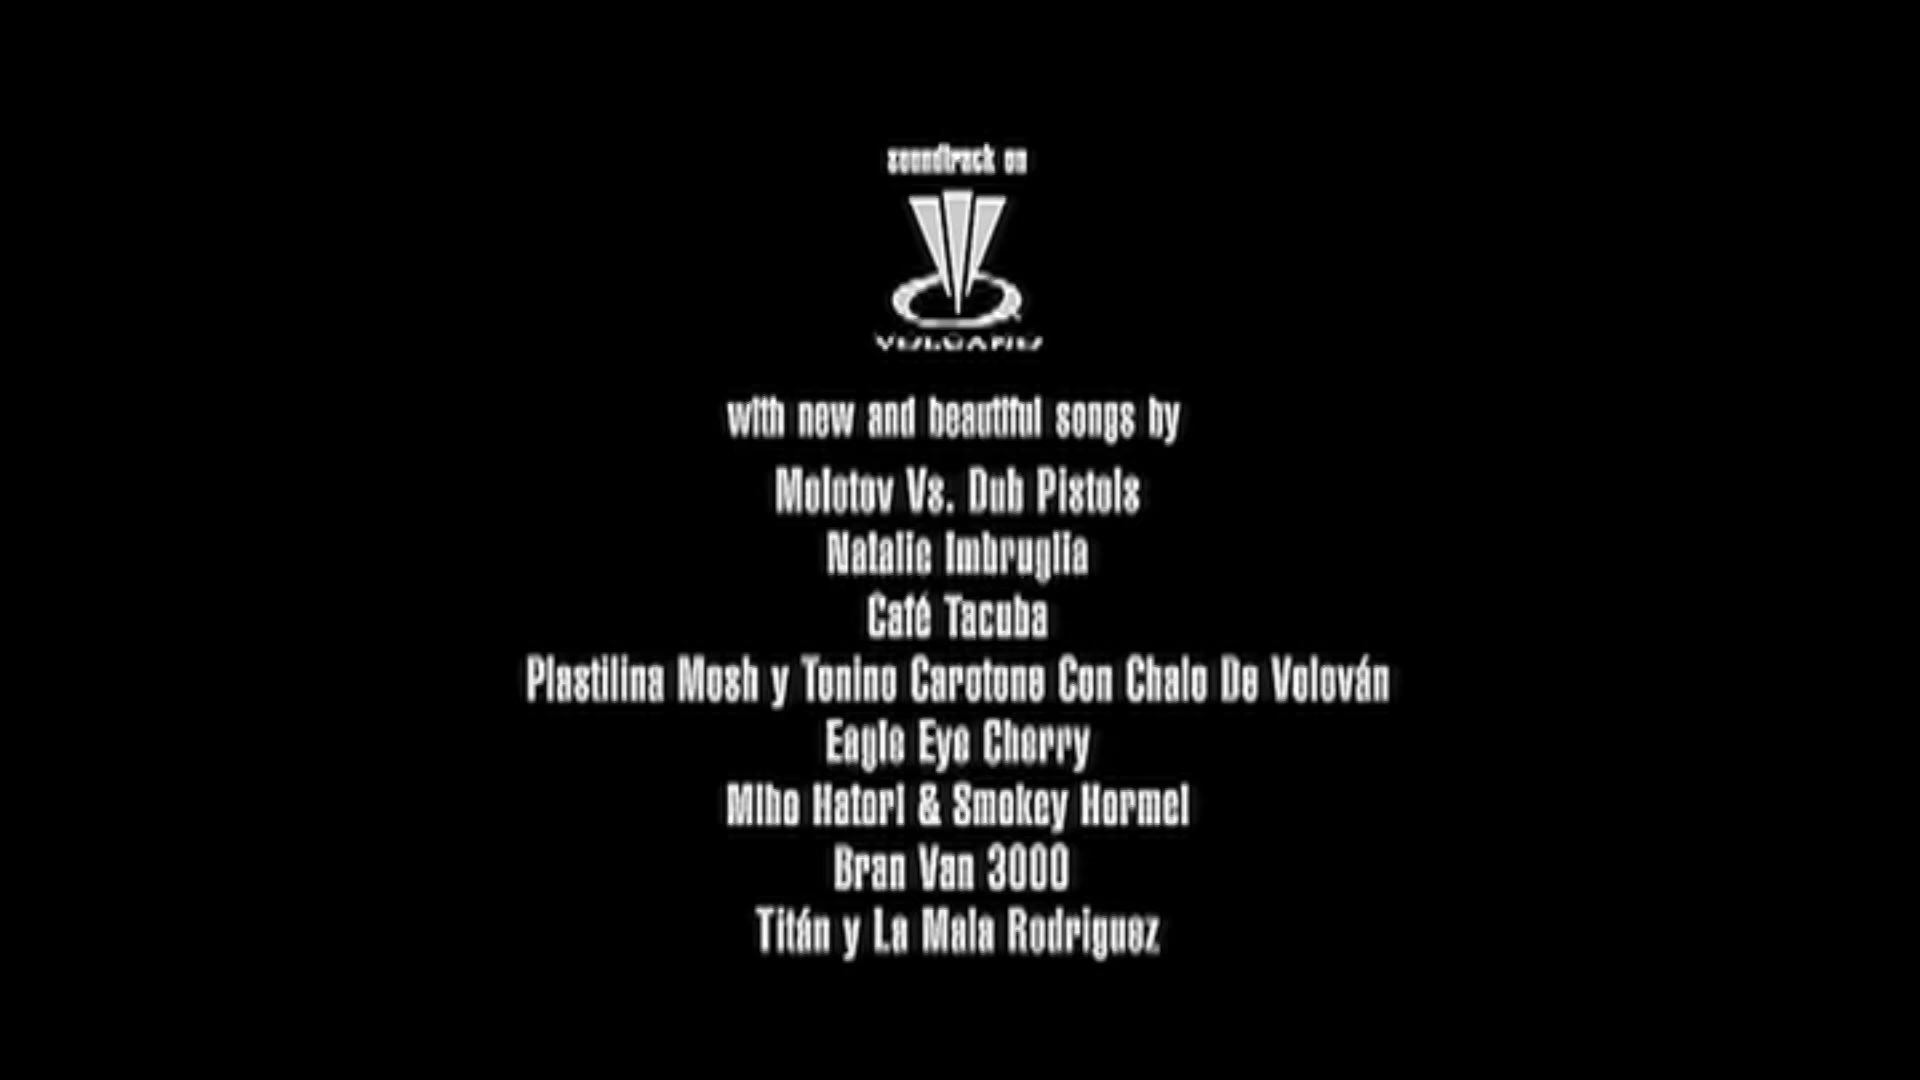 soundtrack on
VOLCANO
with new and beautiful songs by
Molotov Vs. Dub Pistols
Natalie Imbruglia
Café Tacuba
Plastilina Mosh y Tonino Carotone Con Chalo De Volován
Eagle Eye Cherry
Miho Hatori & Smokey Hormel
Bran Van 3000
Titán y La Mala Rodriguez